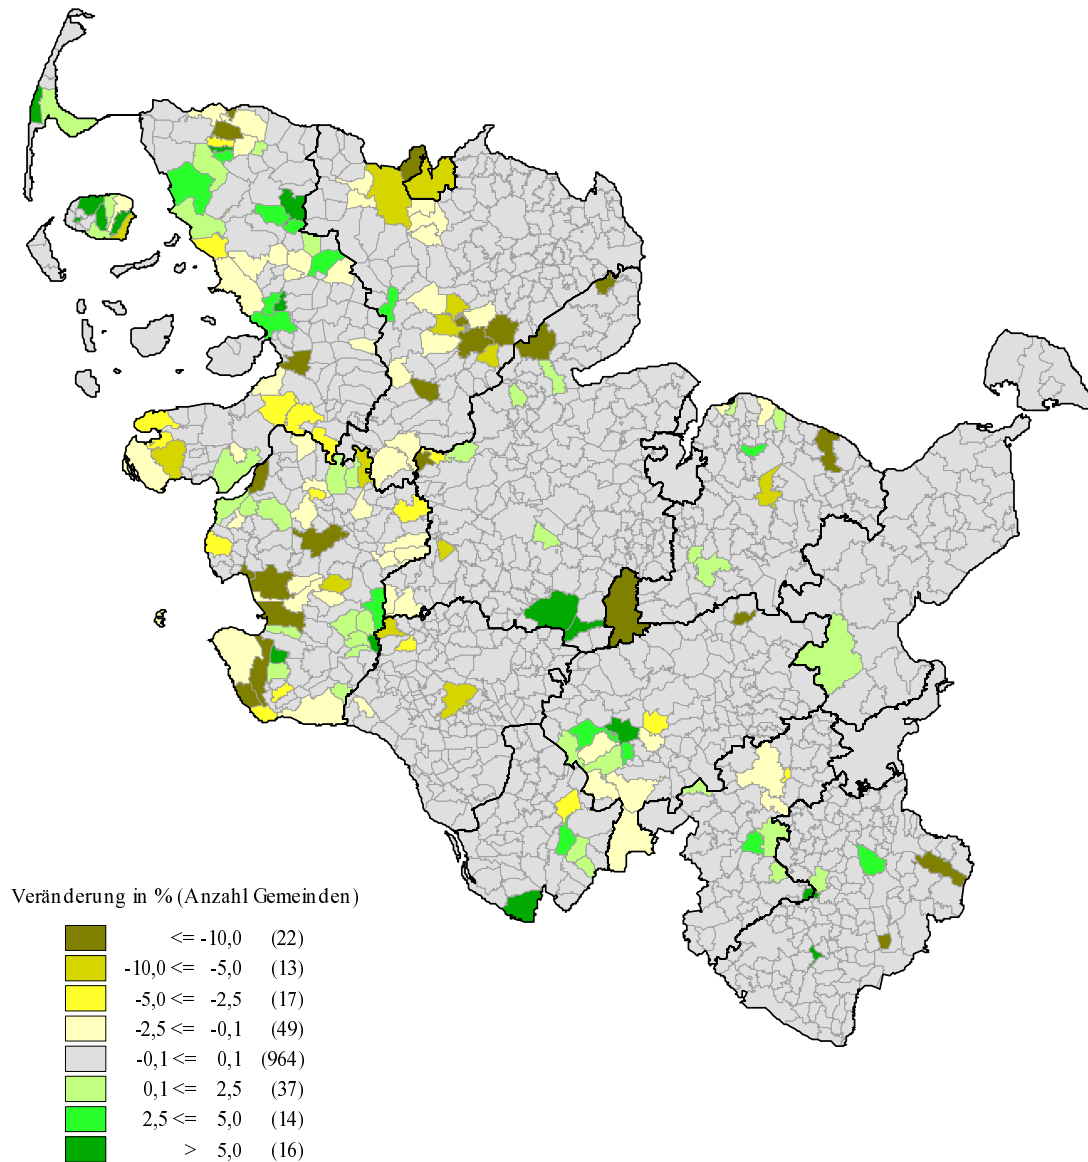 Veränderung in % (Anzahl Gemeinden)
<= -10,0 (22)
-10,0 <= -5,0 (13)
-5,0 <= -2,5 (17)
-2,5 <= -0,1 (49)
-0,1 <= 0,1 (964)
0,1 <= 2,5 (37)
2,5 <= 5,0 (14)
> 5,0 (16)